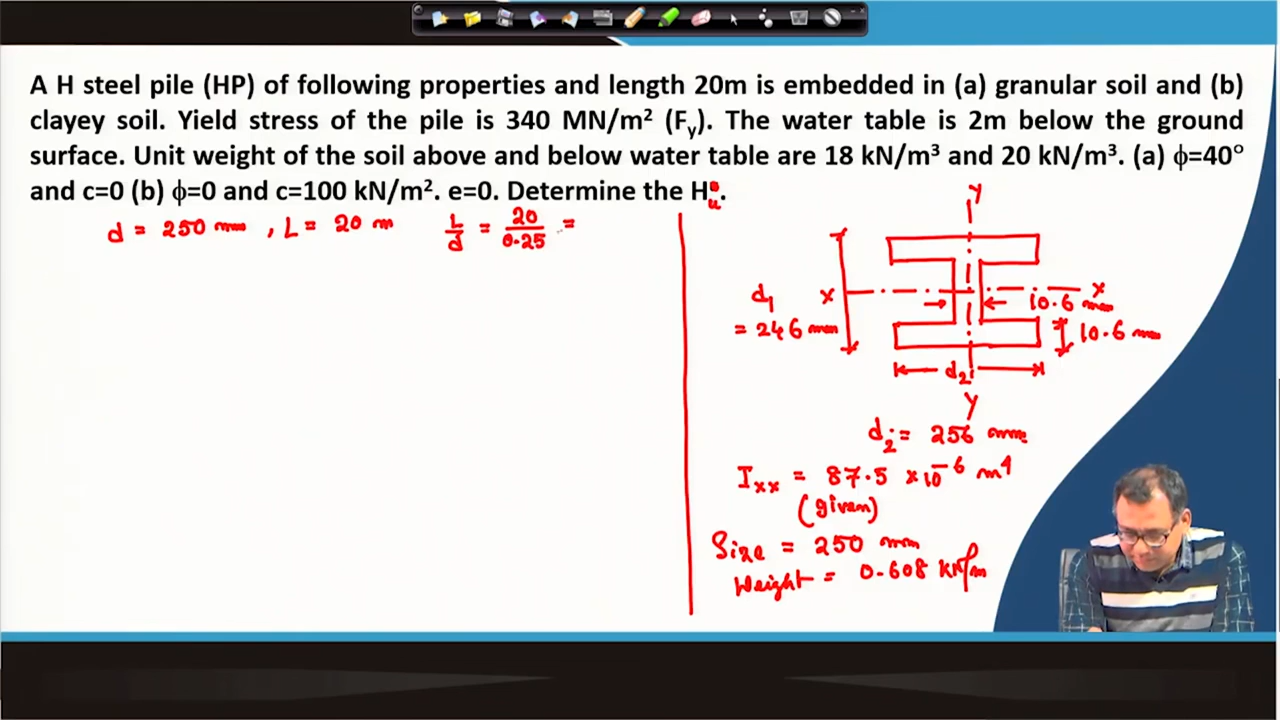 A H steel pile (HP) of following properties and length 20m is embedded in (a) granular soil and (b)
clayey soil. Yield stress of the pile is 340 MN/m² (Fy). The water table is 2m below the ground
surface. Unit weight of the soil above and below water table are 18 kN/m³ and 20 kN/m³. (a) ϕ=40°
and c=0 (b) ϕ=0 and c=100 kN/m². e=0. Determine the Hu.
d = 250 mm , L = 20 m L/d = 20/0.25 =
y
d1
= 246 mm
x
x
10.6 mm
10.6 mm
d2
y
d2 = 256 mm
Ixx = 87.5 ×10⁻⁶ m⁴
(given)
Size = 250 mm
Weight = 0.608 kN/m